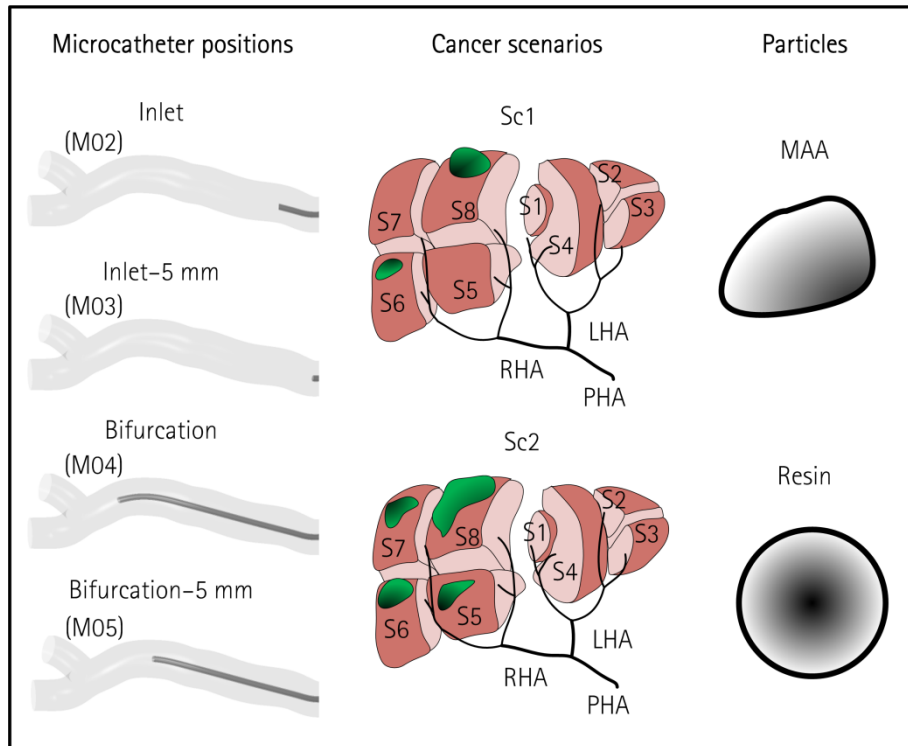 Microcatheter positions
Cancer scenarios
Particles
Inlet
(M02)
Inlet–5 mm
(M03)
Bifurcation
(M04)
Bifurcation–5 mm
(M05)
Sc1
S7
S8
S1
S2
S3
S4
S6
S5
LHA
RHA
PHA
Sc2
S7
S8
S1
S2
S3
S4
S6
S5
LHA
RHA
PHA
MAA
Resin